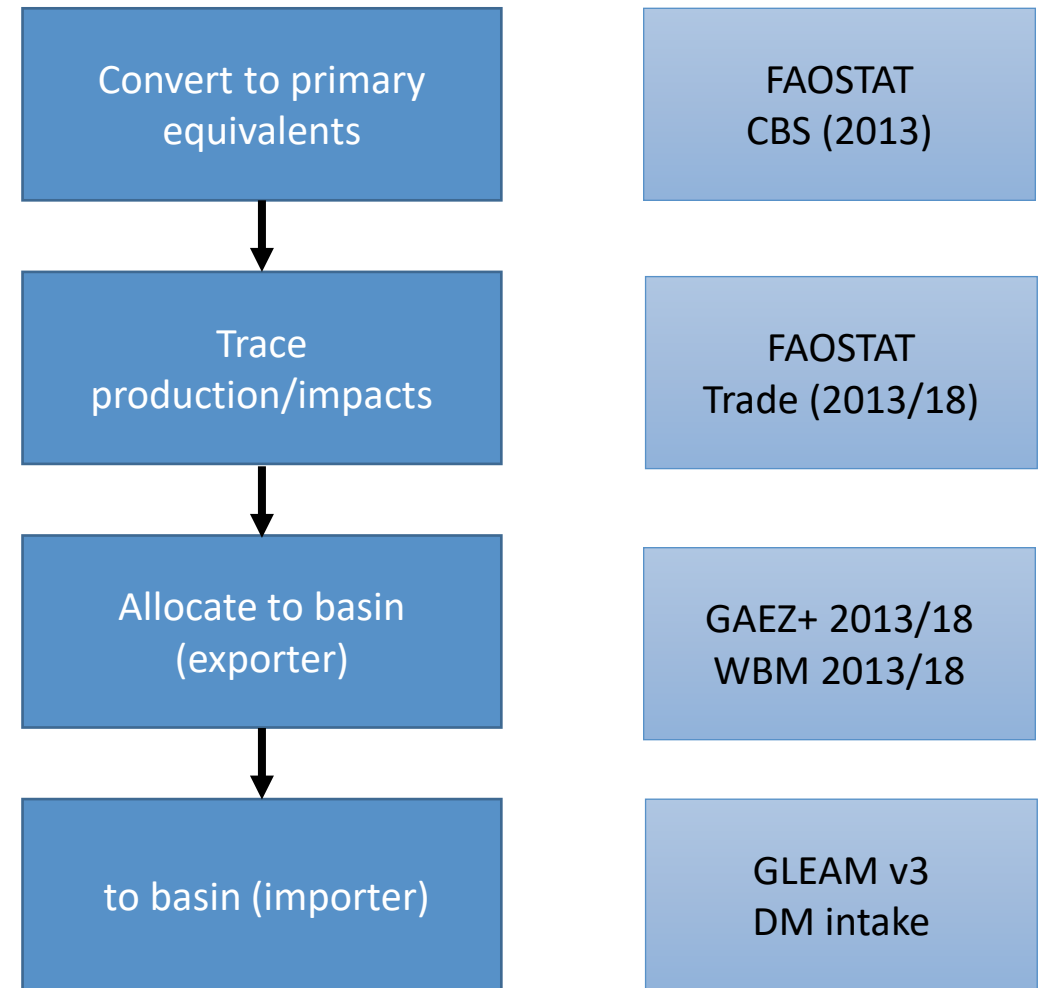 Convert to primary
equivalents
FAOSTAT
CBS (2013)
Trace
production/impacts
FAOSTAT
Trade (2013/18)
Allocate to basin
(exporter)
GAEZ+ 2013/18
WBM 2013/18
to basin (importer)
GLEAM v3
DM intake